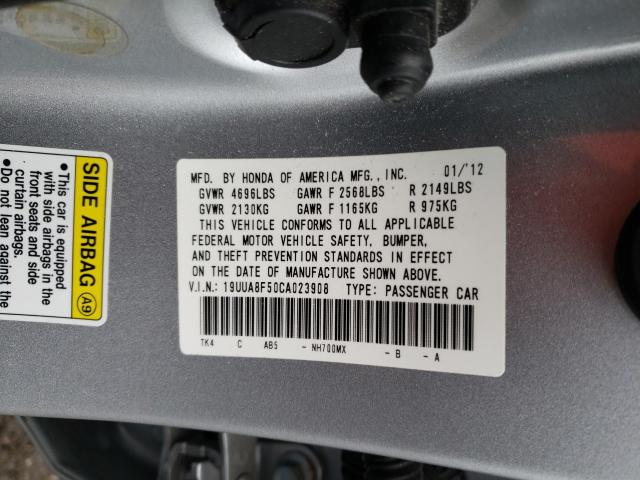 MFD. BY HONDA OF AMERICA MFG., INC. 01/'12
GVWR 4696LBS GAWR F 2568LBS R 2149LBS
GVWR 2130KG GAWR F 1165KG R 975KG
THIS VEHICLE CONFORMS TO ALL APPLICABLE
FEDERAL MOTOR VEHICLE SAFETY, BUMPER,
AND THEFT PREVENTION STANDARDS IN EFFECT
ON THE DATE OF MANUFACTURE SHOWN ABOVE.
V.I.N.: 19UUA8F50CA023908 TYPE: PASSENGER CAR
TK4 C AB5 - NH700MX - B - A
SIDE AIRBAG A9
•This car is equipped
with side airbags in the
front seats and side
curtain airbags.
•Do not lean against the